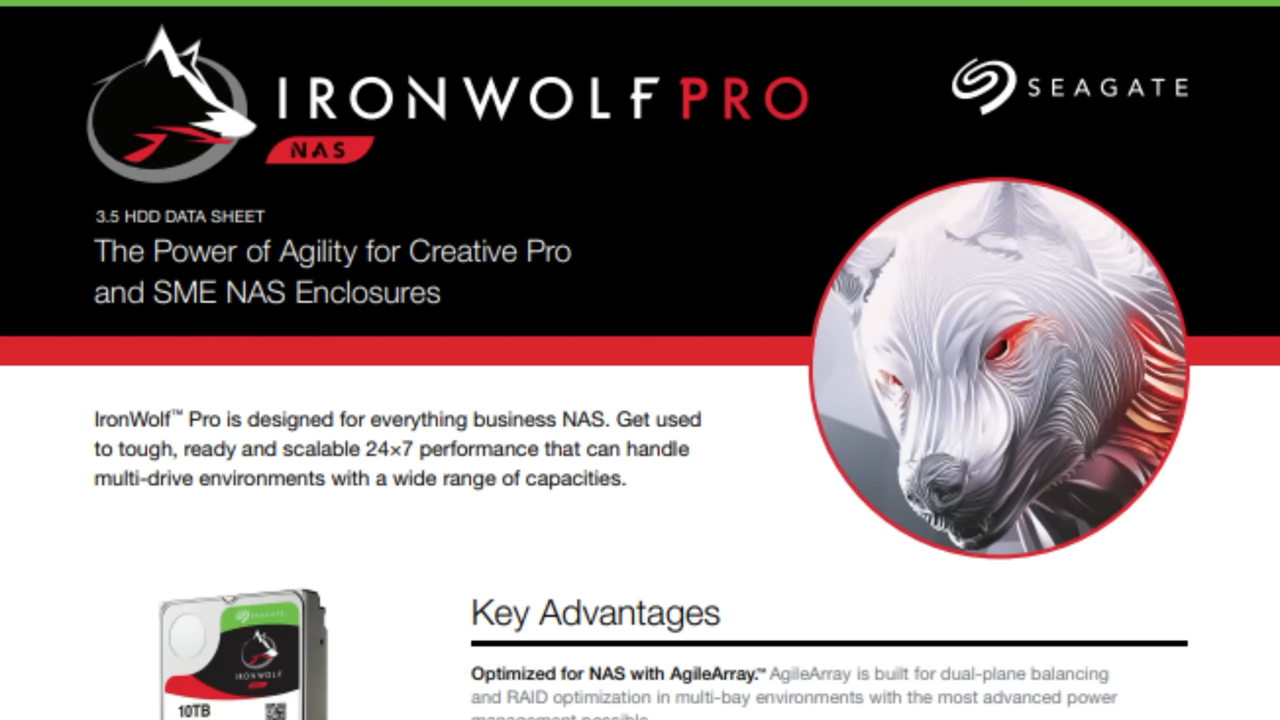 IRONWOLF PRO
NAS
SEAGATE
3.5 HDD DATA SHEET
The Power of Agility for Creative Pro
and SME NAS Enclosures
IronWolf™ Pro is designed for everything business NAS. Get used
to tough, ready and scalable 24×7 performance that can handle
multi-drive environments with a wide range of capacities.
SEAGATE
IRONWOLF
10TB
Key Advantages
Optimized for NAS with AgileArray.™ AgileArray is built for dual-plane balancing
and RAID optimization in multi-bay environments with the most advanced power
management possible.